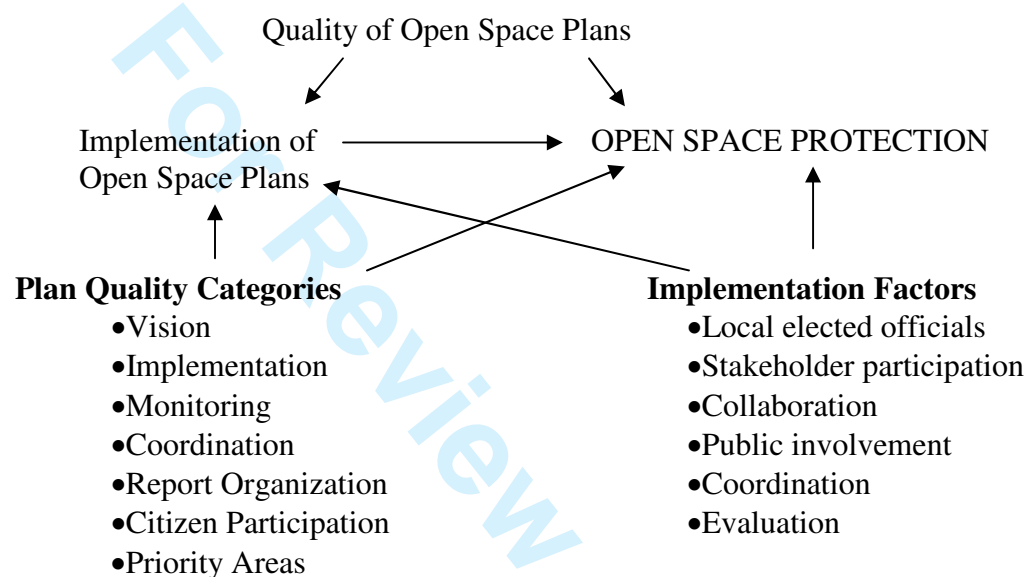 Quality of Open Space Plans
Implementation of
Open Space Plans
OPEN SPACE PROTECTION
Plan Quality Categories
•Vision
•Implementation
•Monitoring
•Coordination
•Report Organization
•Citizen Participation
•Priority Areas
Implementation Factors
•Local elected officials
•Stakeholder participation
•Collaboration
•Public involvement
•Coordination
•Evaluation
For Review